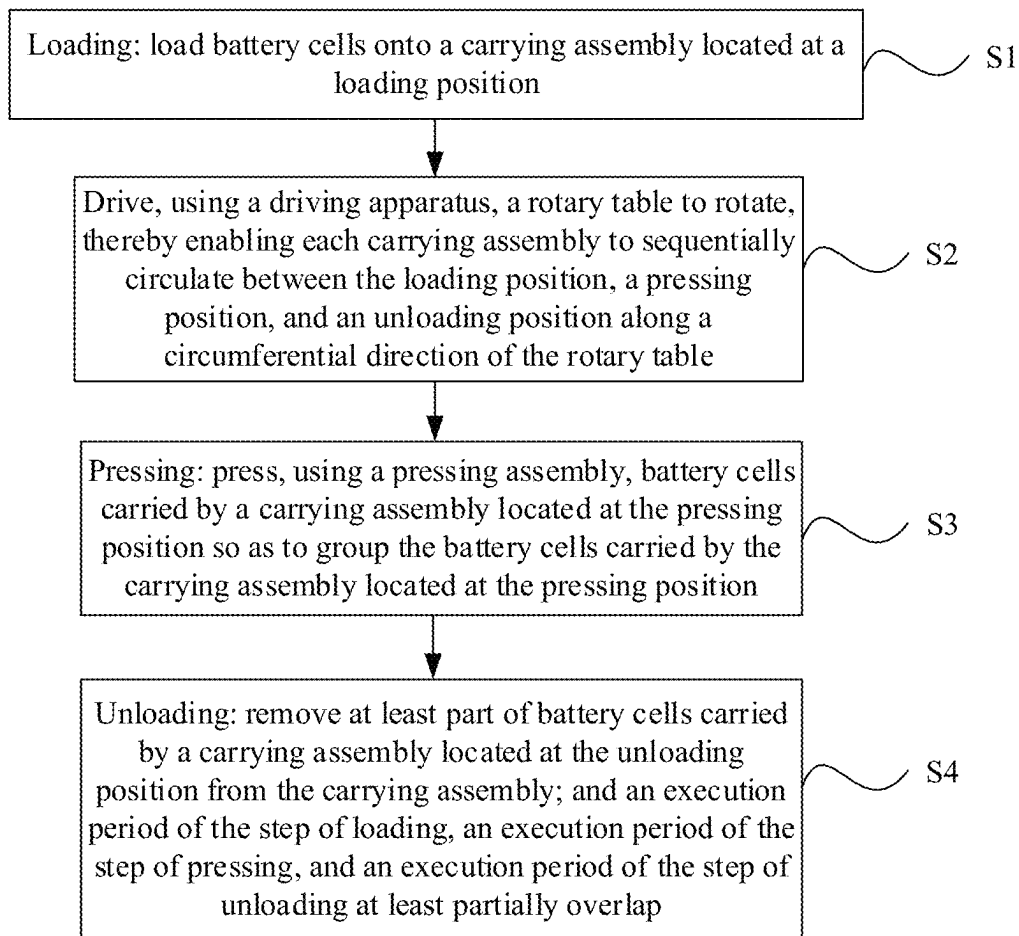 Loading: load battery cells onto a carrying assembly located at a
loading position
S1
Drive, using a driving apparatus, a rotary table to rotate,
thereby enabling each carrying assembly to sequentially
circulate between the loading position, a pressing
position, and an unloading position along a
circumferential direction of the rotary table
S2
Pressing: press, using a pressing assembly, battery cells
carried by a carrying assembly located at the pressing
position so as to group the battery cells carried by the
carrying assembly located at the pressing position
S3
Unloading: remove at least part of battery cells carried
by a carrying assembly located at the unloading
position from the carrying assembly; and an execution
period of the step of loading, an execution period of the
step of pressing, and an execution period of the step of
unloading at least partially overlap
S4